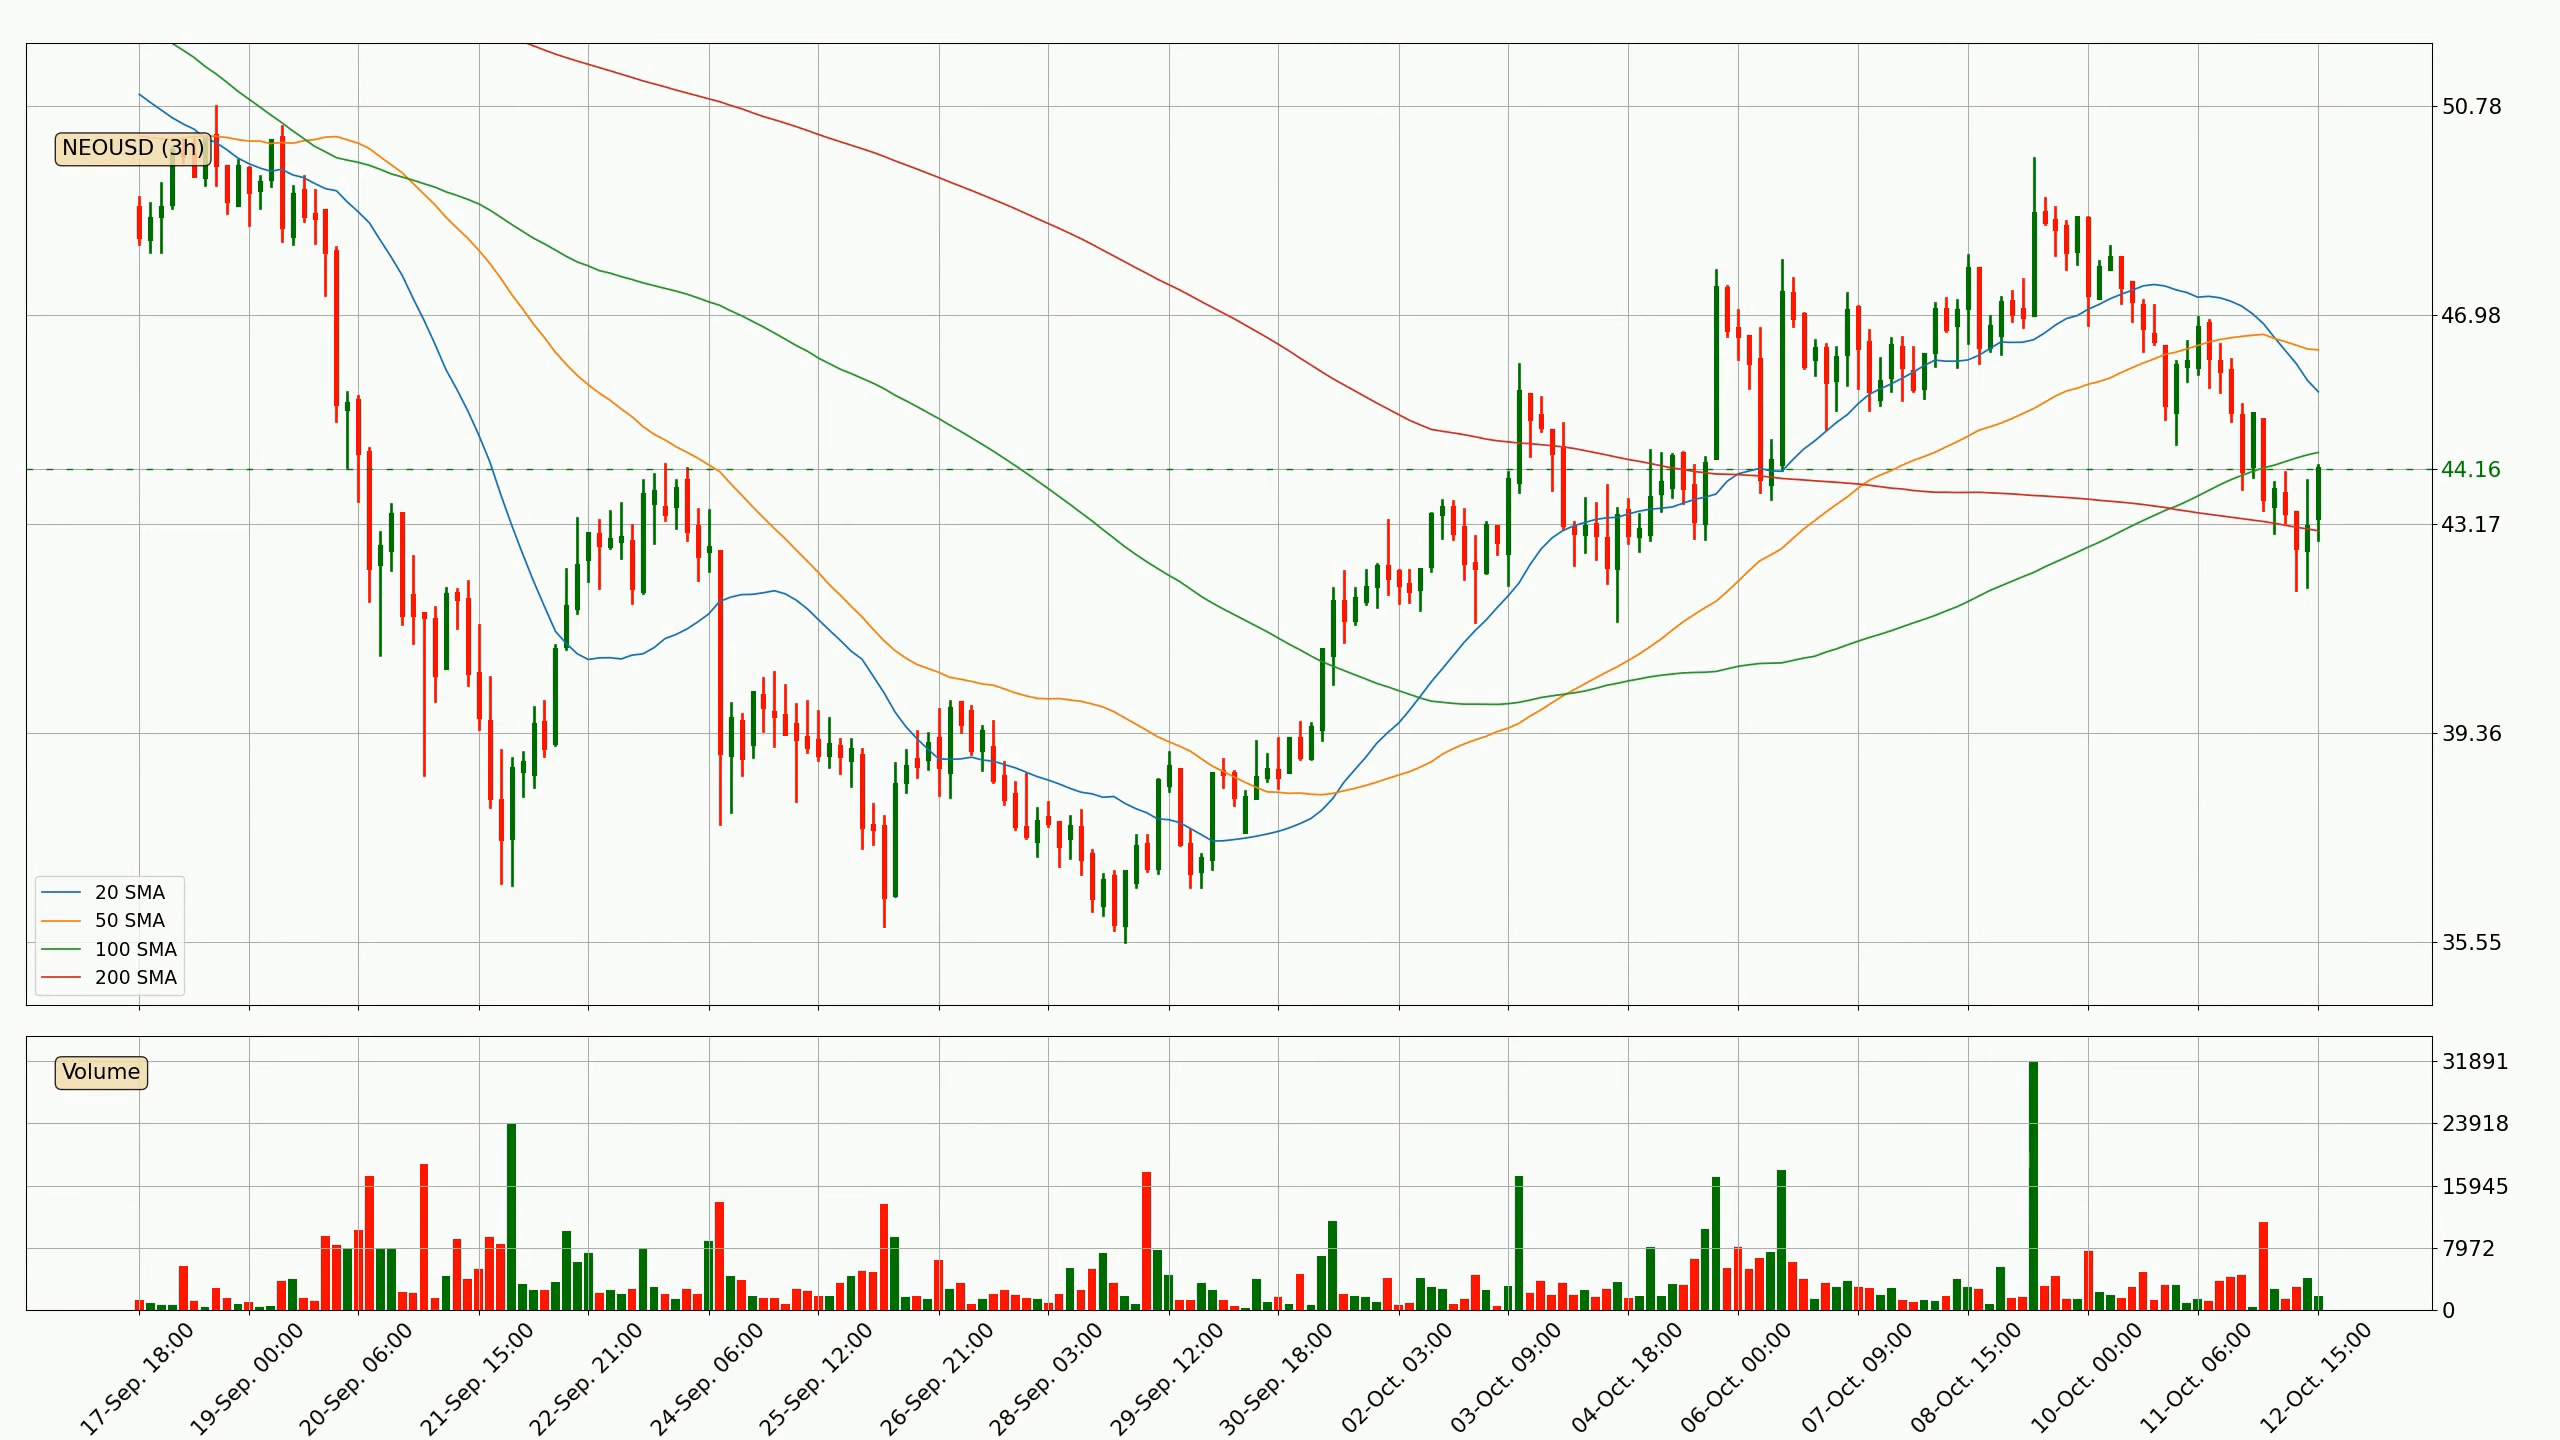 NEOUSD (3h)
50.78
46.98
44.16
43.17
39.36
35.55
20 SMA
50 SMA
100 SMA
200 SMA
Volume
31891
23918
15945
7972
0
17-Sep. 18:00
19-Sep. 00:00
20-Sep. 06:00
21-Sep. 15:00
22-Sep. 21:00
24-Sep. 06:00
25-Sep. 12:00
26-Sep. 21:00
28-Sep. 03:00
29-Sep. 12:00
30-Sep. 18:00
02-Oct. 03:00
03-Oct. 09:00
04-Oct. 18:00
06-Oct. 00:00
07-Oct. 09:00
08-Oct. 15:00
10-Oct. 00:00
11-Oct. 06:00
12-Oct. 15:00